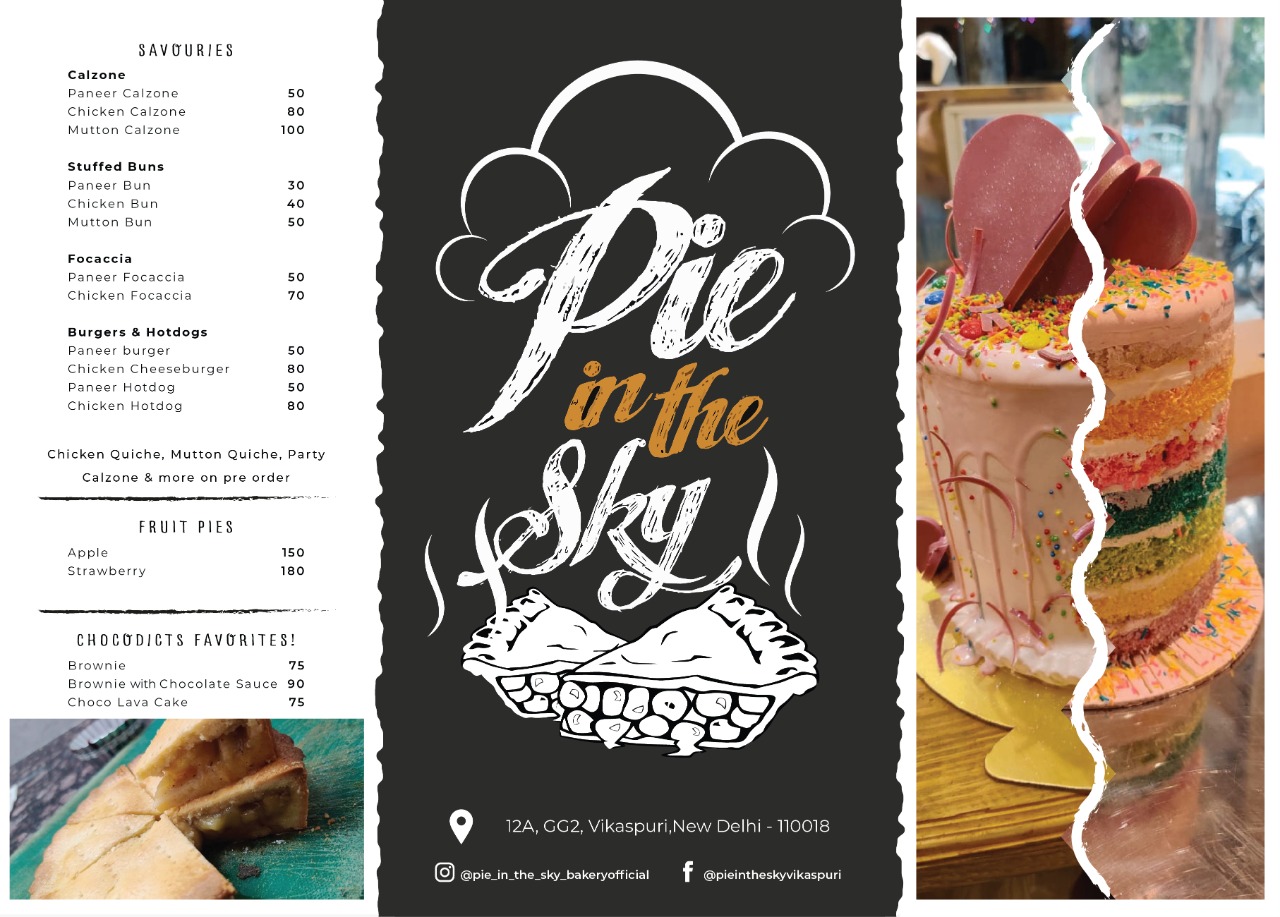 SAVOURIES
Calzone
Paneer Calzone 50
Chicken Calzone 80
Mutton Calzone 100
Stuffed Buns
Paneer Bun 30
Chicken Bun 40
Mutton Bun 50
Focaccia
Paneer Focaccia 50
Chicken Focaccia 70
Burgers & Hotdogs
Paneer burger 50
Chicken Cheeseburger 80
Paneer Hotdog 50
Chicken Hotdog 80
Chicken Quiche, Mutton Quiche, Party
Calzone & more on pre order
FRUIT PIES
Apple 150
Strawberry 180
CHOCODICTS FAVORITES!
Brownie 75
Brownie with Chocolate Sauce 90
Choco Lava Cake 75
Pie
in the
Sky
12A, GG2, Vikaspuri,New Delhi - 110018
@pie_in_the_sky_bakeryofficial @pieintheskyvikaspuri